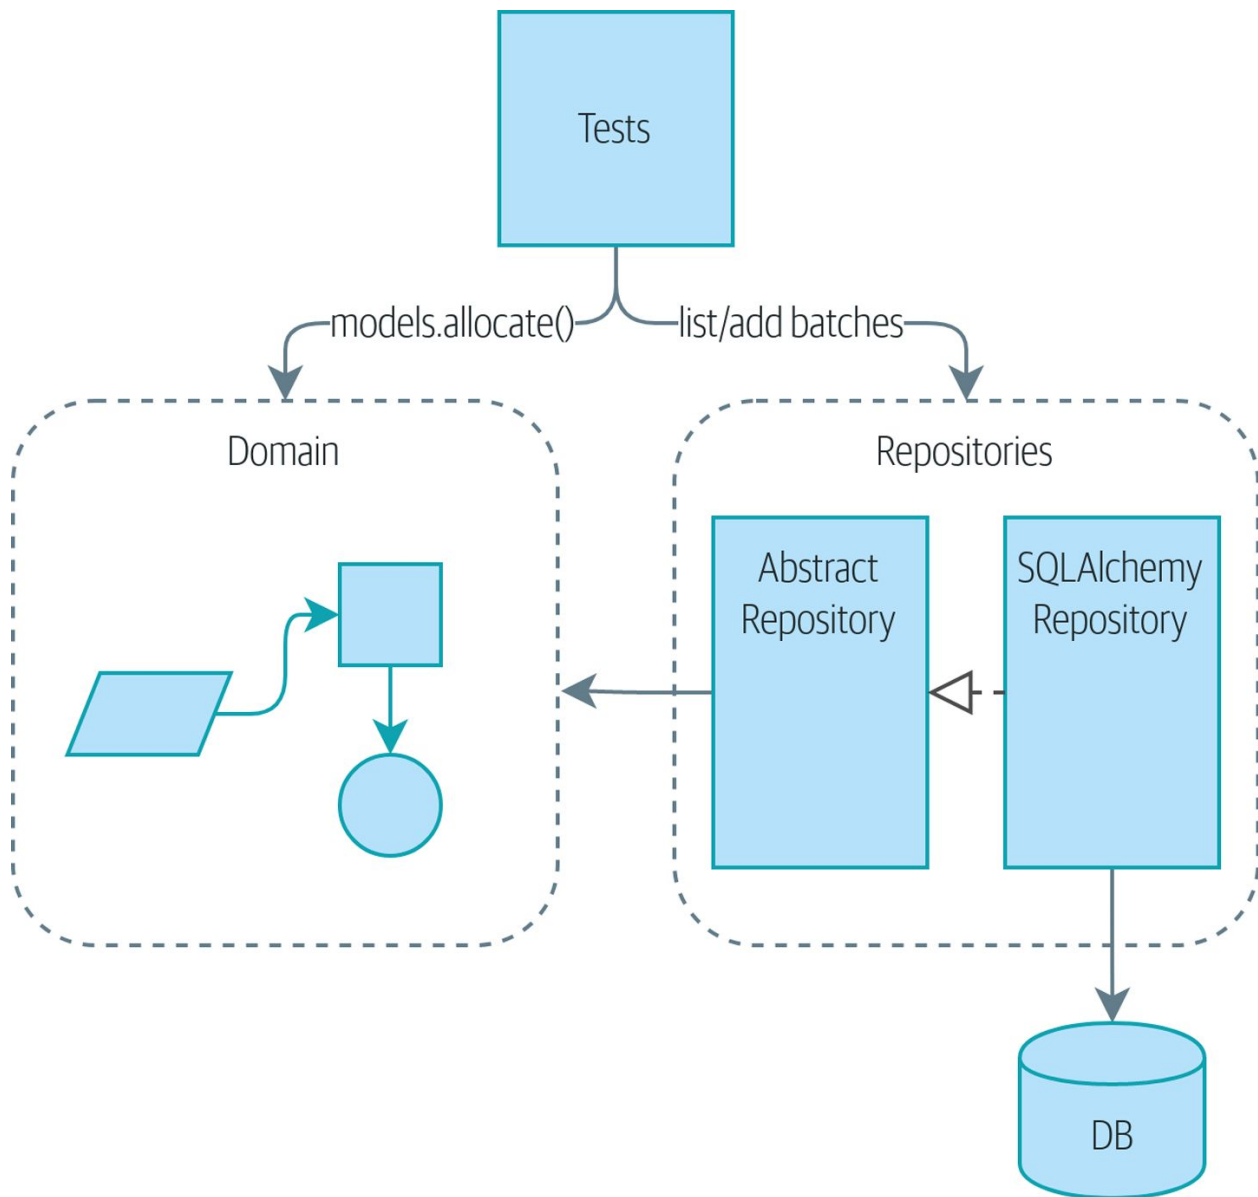 Tests
models.allocate()
list/add batches
Domain
Repositories
Abstract
Repository
SQLAlchemy
Repository
DB